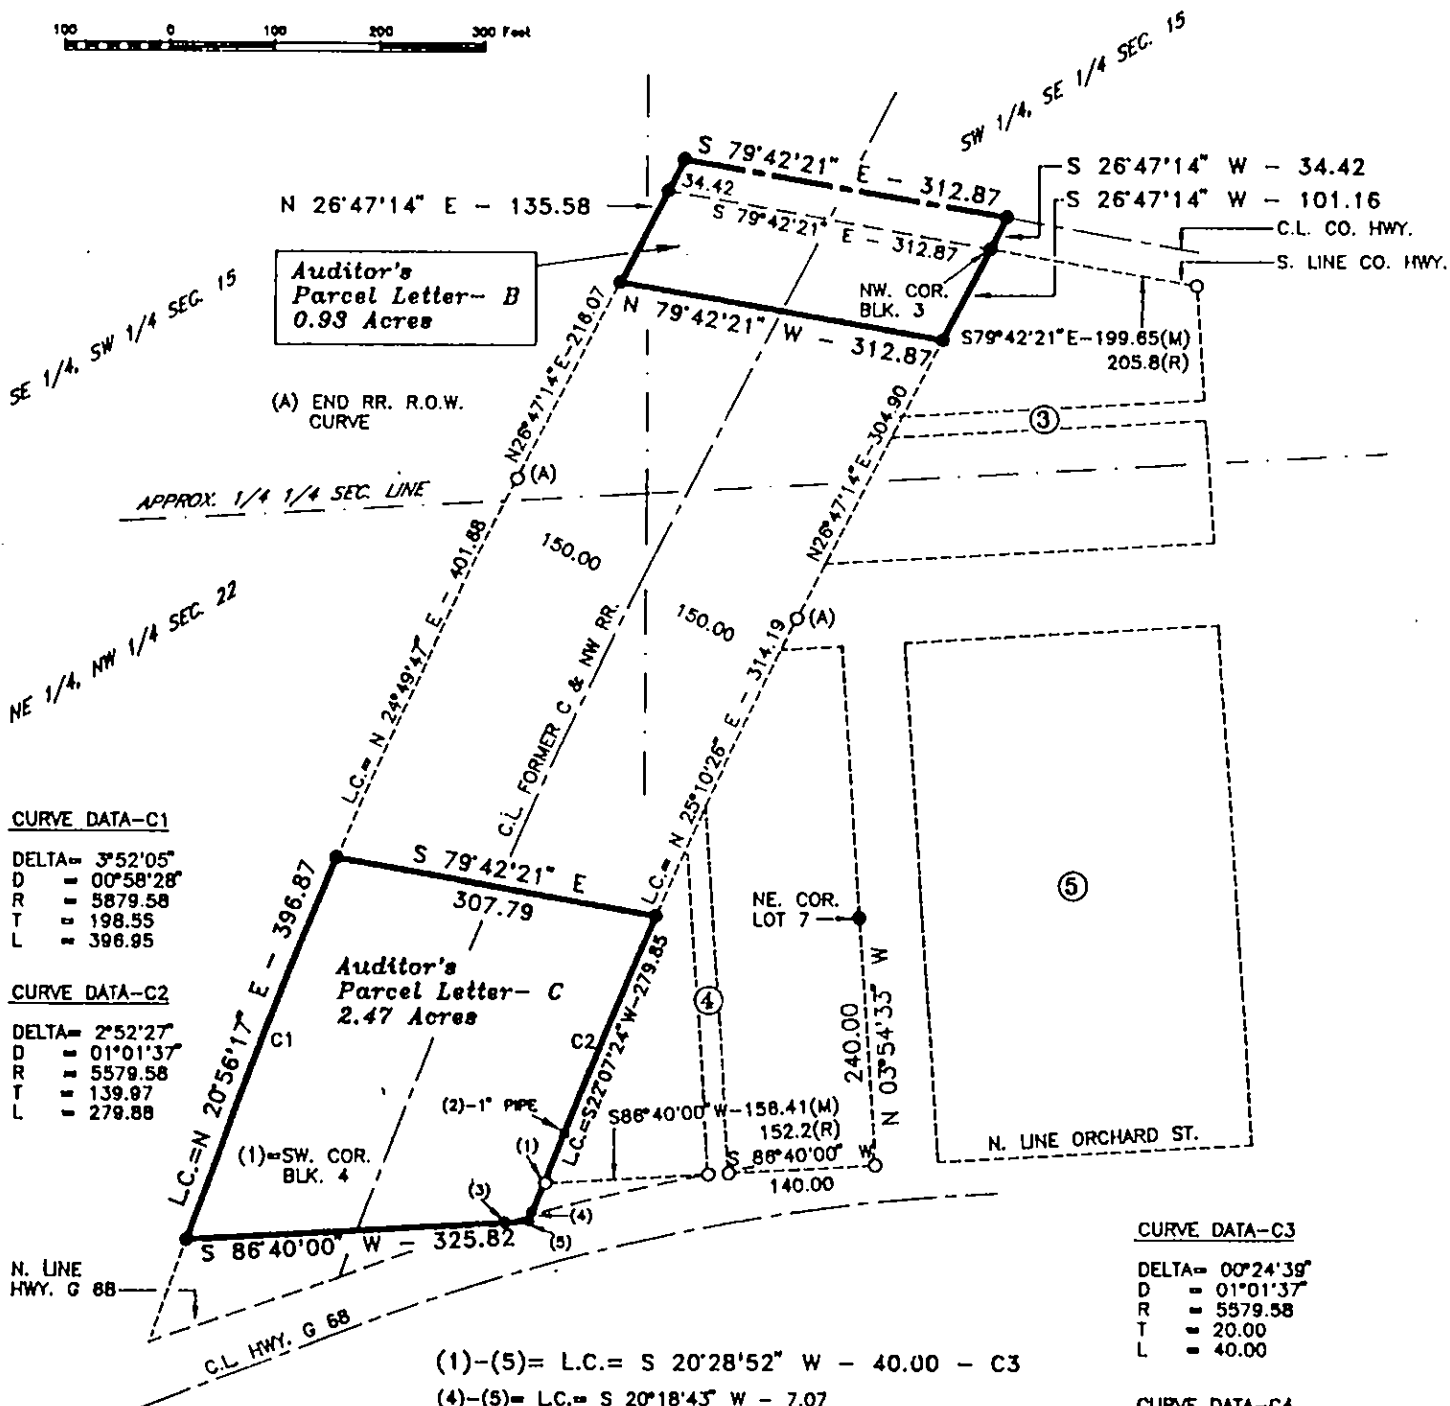 100 0 100 200 300 Feet
SW 1/4, SE 1/4 SEC. 15
S 79°42'21" E - 312.87
S 26°47'14" W - 34.42
S 26°47'14" W - 101.16
N 26°47'14" E - 135.58
34.42
S 79°42'21" E - 312.87
C.L. CO. HWY.
S. LINE CO. HWY.
Auditor's
Parcel Letter- B
0.93 Acres
NW. COR.
BLK. 3
SE 1/4, SW 1/4 SEC. 15
N 79°42'21" W - 312.87
S79°42'21"E-199.65(M)
205.8(R)
N26°47'14"E-218.07
(A) END RR. R.O.W.
CURVE
N26°47'14"E-304.90
3
(A)
APPROX. 1/4 1/4 SEC. LINE
150.00
150.00
(A)
NE 1/4, NW 1/4 SEC. 22
L.C.= N 24°49'47" E - 401.88
C.L. FORMER C & NW RR.
L.C.= N 25°10'26" E - 314.19
CURVE DATA-C1
DELTA= 3°52'05"
D = 00°58'28"
R = 5879.58
T = 198.55
L = 396.95
S 79°42'21" E
307.79
NE. COR.
LOT 7
5
Auditor's
Parcel Letter- C
2.47 Acres
CURVE DATA-C2
DELTA= 2°52'27"
D = 01°01'37"
R = 5579.58
T = 139.97
L = 279.88
L.C.=N 20°56'17" E - 396.87
C1
C2
L.C.=S22°07'24"W-279.85
4
240.00
N 03°54'33" W
(2)-1" PIPE
S86°40'00"W-158.41(M)
152.2(R)
(1)=SW. COR.
BLK. 4
(1)
S 86°40'00" W
140.00
N. LINE ORCHARD ST.
(3)
(4)
(5)
S 86°40'00" W - 325.82
N. LINE
HWY. G 68
C.L. HWY. G 68
CURVE DATA-C3
DELTA= 00°24'39"
D = 01°01'37"
R = 5579.58
T = 20.00
L = 40.00
(1)-(5)= L.C.= S 20°28'52" W - 40.00 - C3
(4)-(5)= L.C.= S 20°18'43" W - 7.07
CURVE DATA-C4